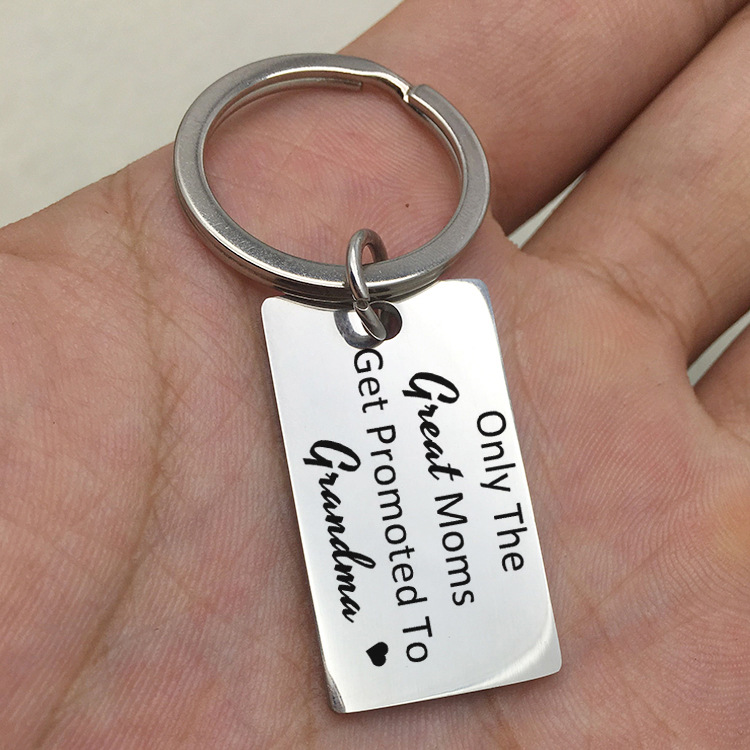 Only The
Great Moms
Get Promoted To
Grandma ♥